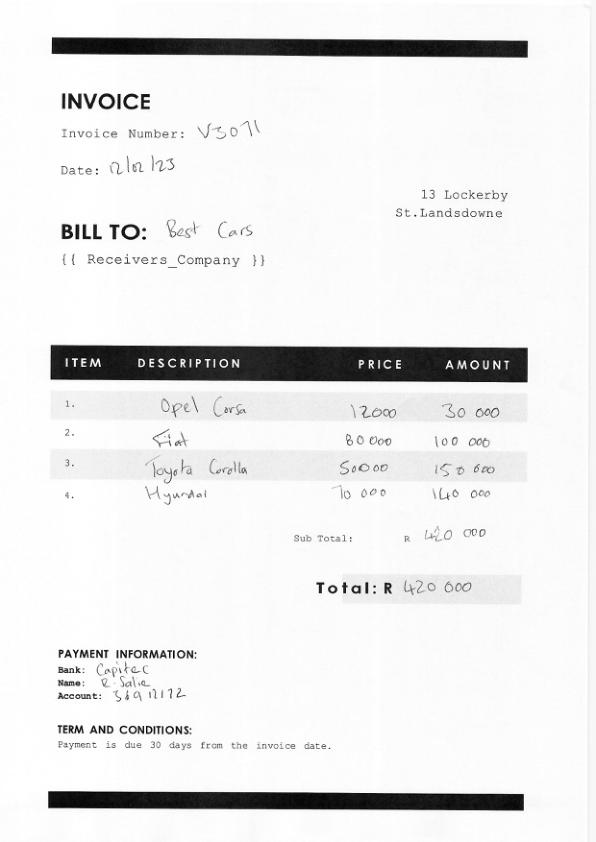 INVOICE
Invoice Number: V3071
Date: 12/02/23
13 Lockerby
St.Landsdowne
BILL TO: Best Cars
{{ Receivers_Company }}
ITEM DESCRIPTION PRICE AMOUNT
1. Opel Corsa 12000 30 000
2. Fiat 80 000 100 000
3. Toyota Corolla 50000 150 000
4. Hyundai 70 000 140 000
Sub Total: R 420 000
Total: R 420 000
PAYMENT INFORMATION:
Bank: Capitec
Name: R. Salie
Account:
TERM AND CONDITIONS:
Payment is due 30 days from the invoice date.